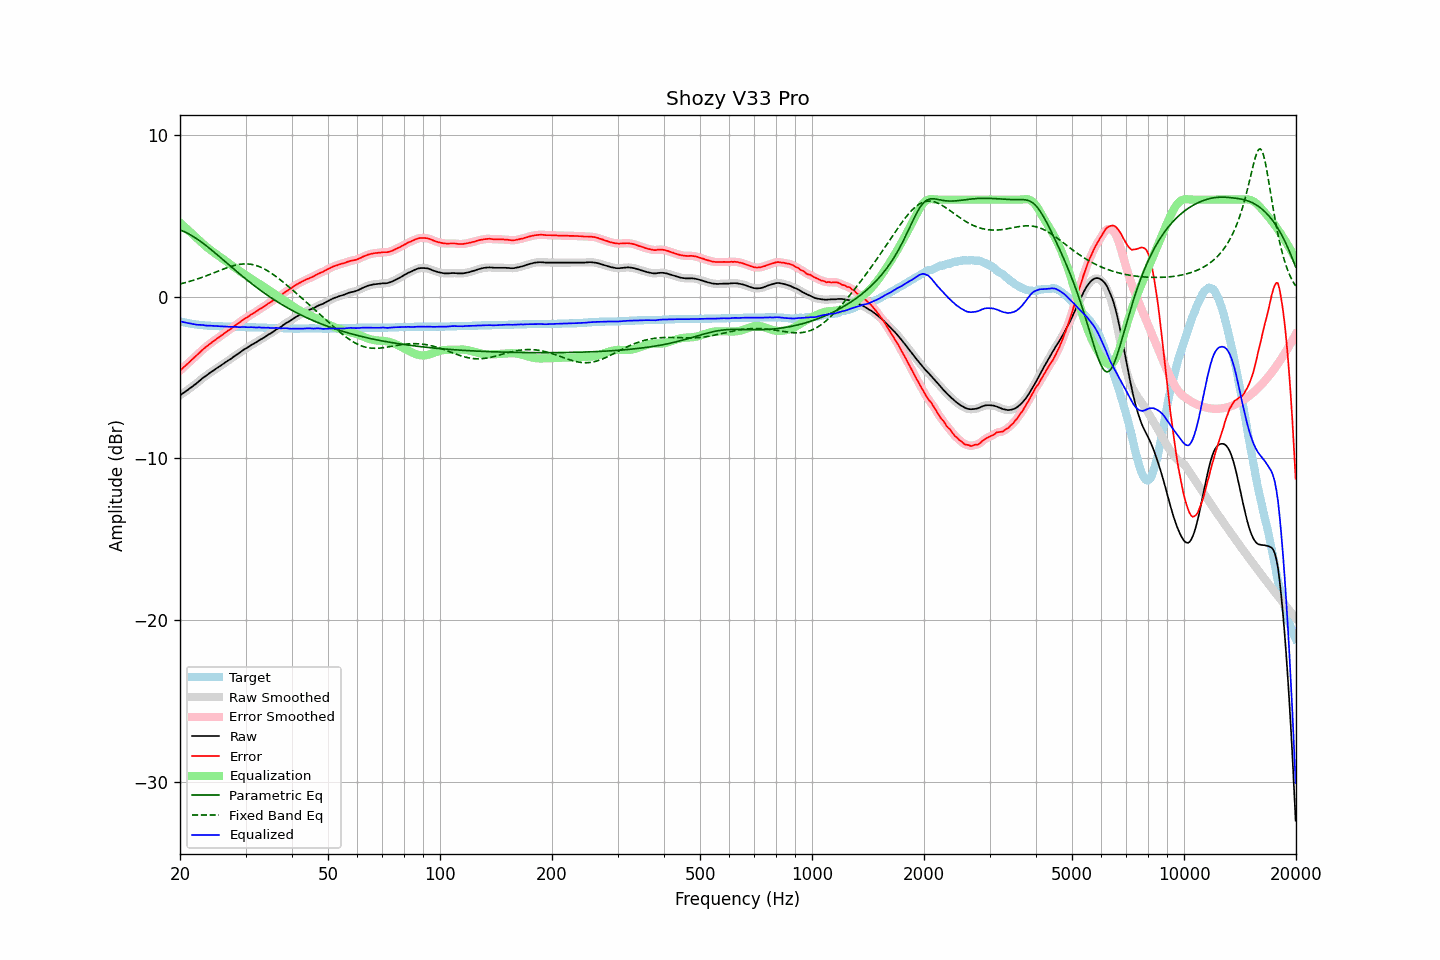 Shozy V33 Pro
Amplitude (dBr)
10
0
−10
−20
−30
Target
Raw Smoothed
Error Smoothed
Raw
Error
Equalization
Parametric Eq
Fixed Band Eq
Equalized
20 50 100 200 500 1000 2000 5000 10000 20000
Frequency (Hz)